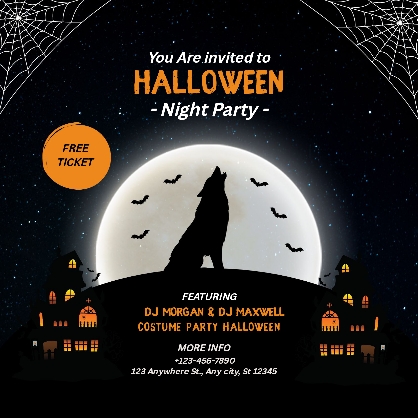 You Are invited to
HALLOWEEN
- Night Party -
FREE
TICKET
FEATURING
DJ MORGAN & DJ MAXWELL
COSTUME PARTY HALLOWEEN
MORE INFO
+123-456-7890
123 Anywhere St., Any city, St 12345